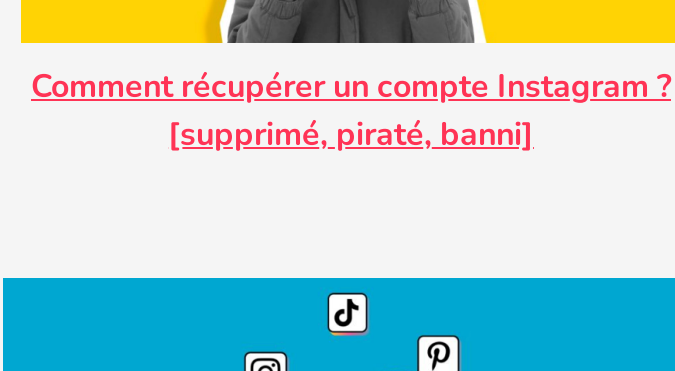 Comment récupérer un compte Instagram ?
[supprimé, piraté, banni]